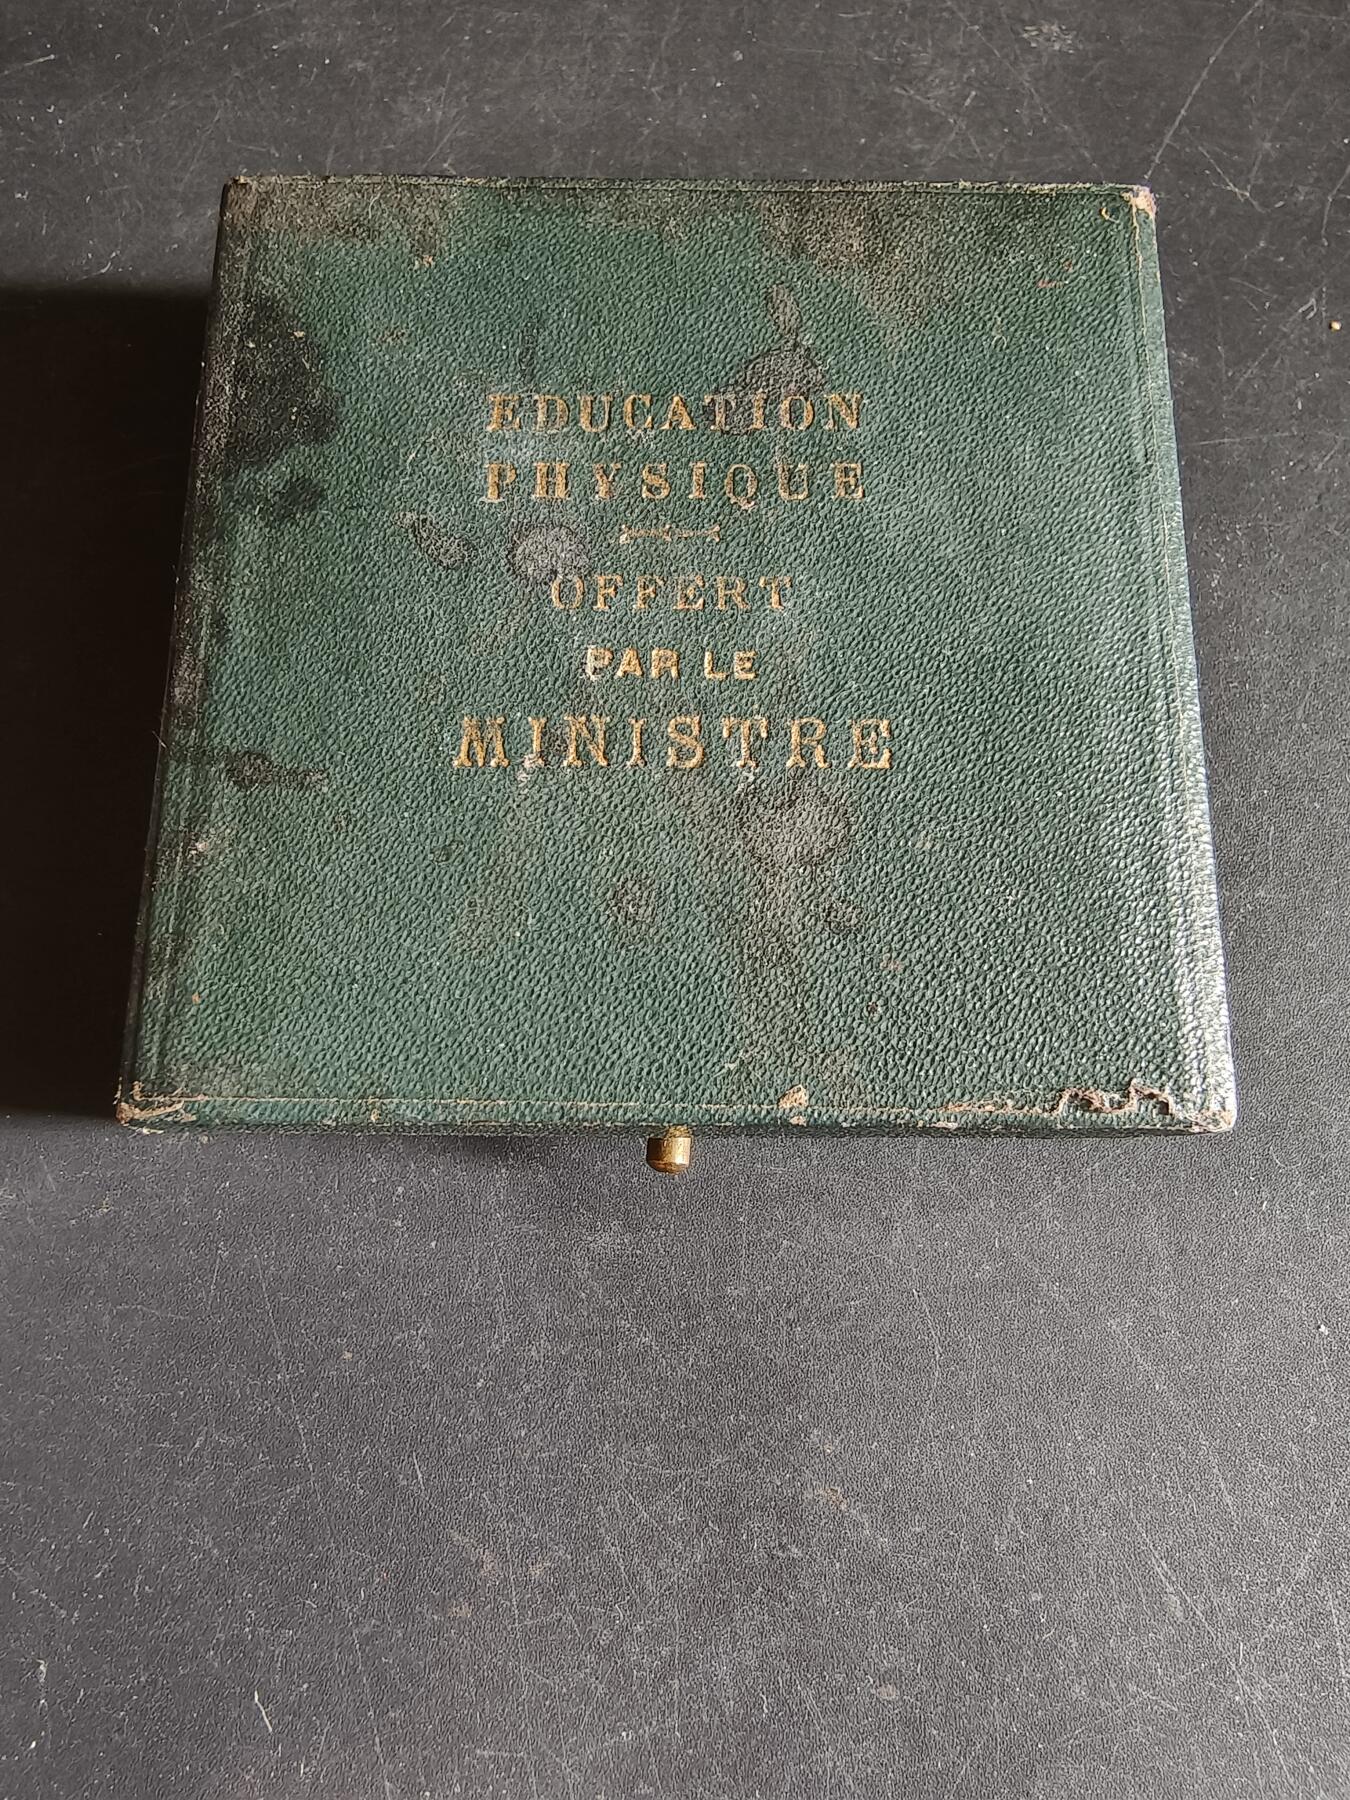 EDUCATION
PHYSIQUE
OFFERT
PAR LE
MINISTRE